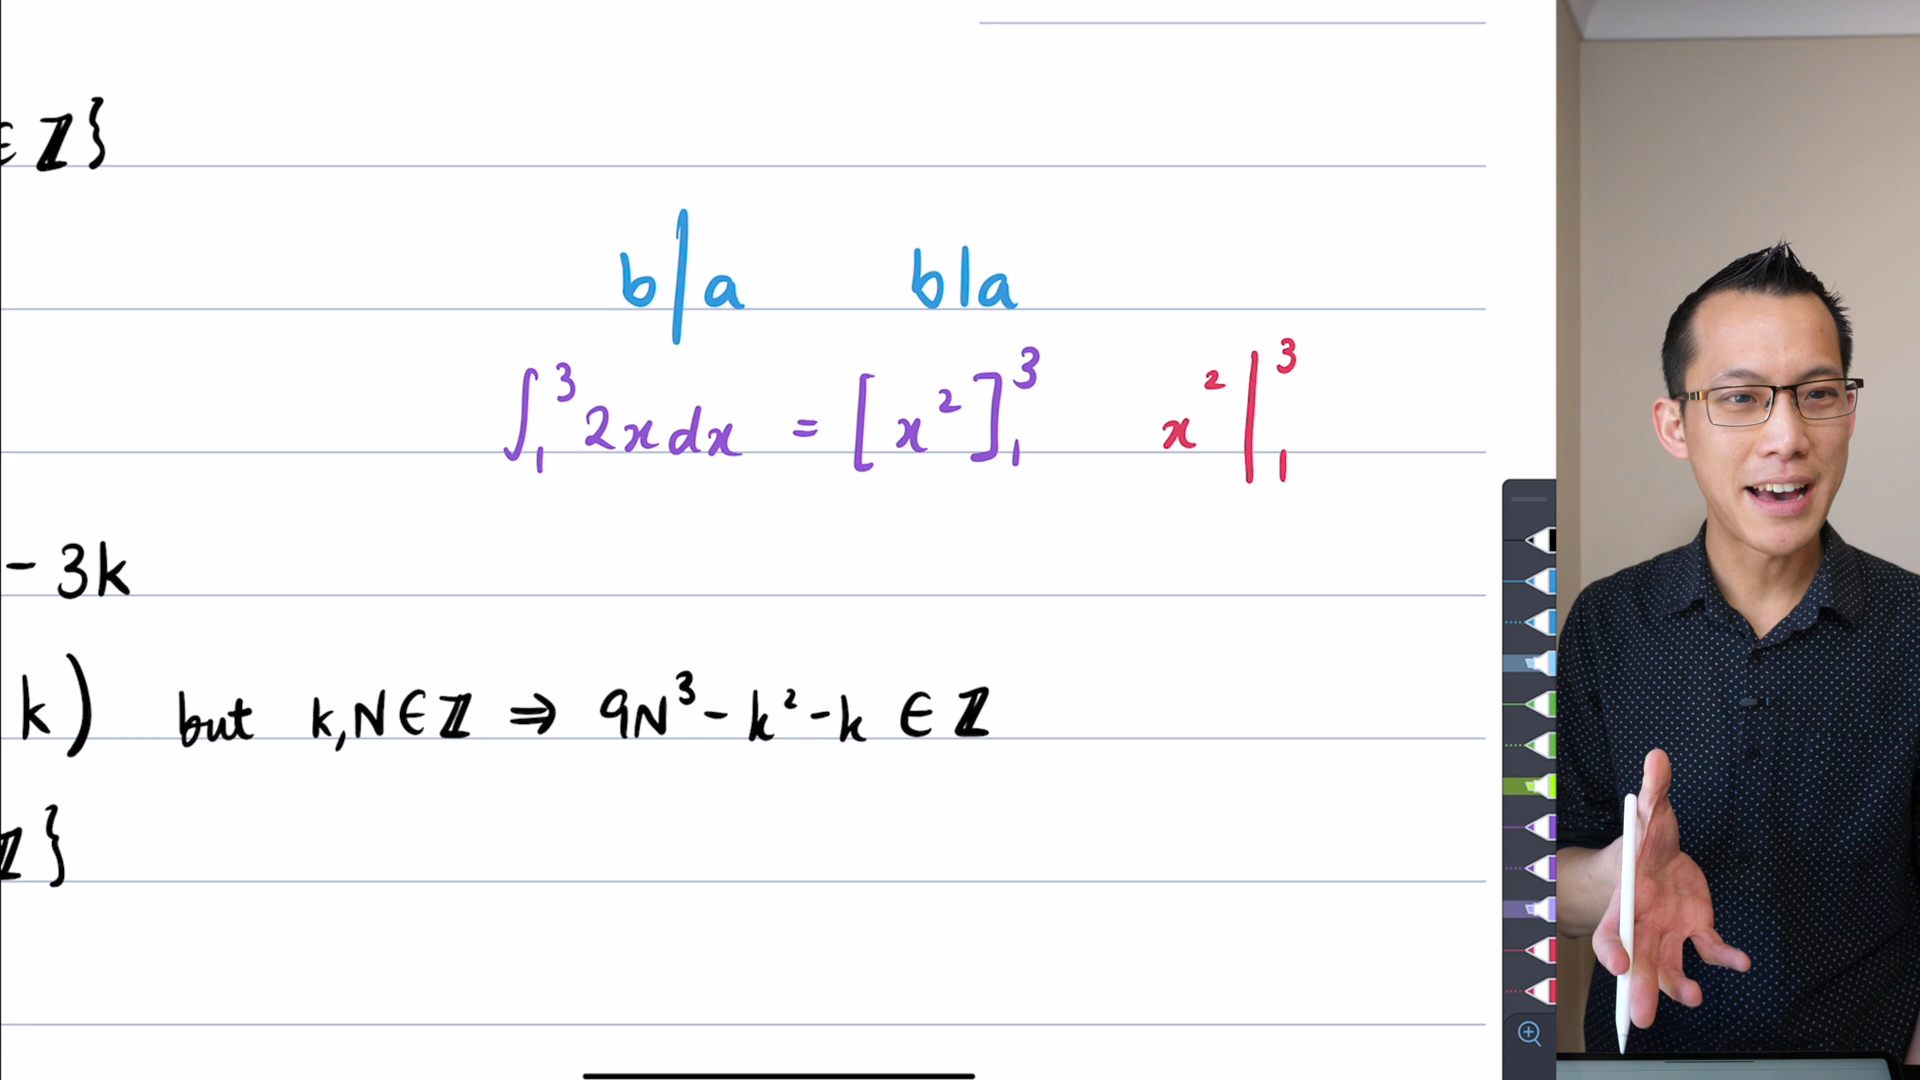 ∈ ℤ}
b|a b|a
∫₁³ 2x dx = [x²]₁³ x²|₁³
- 3k
k) but k, N ∈ ℤ ⇒ 9N³ - k² - k ∈ ℤ
ℤ}